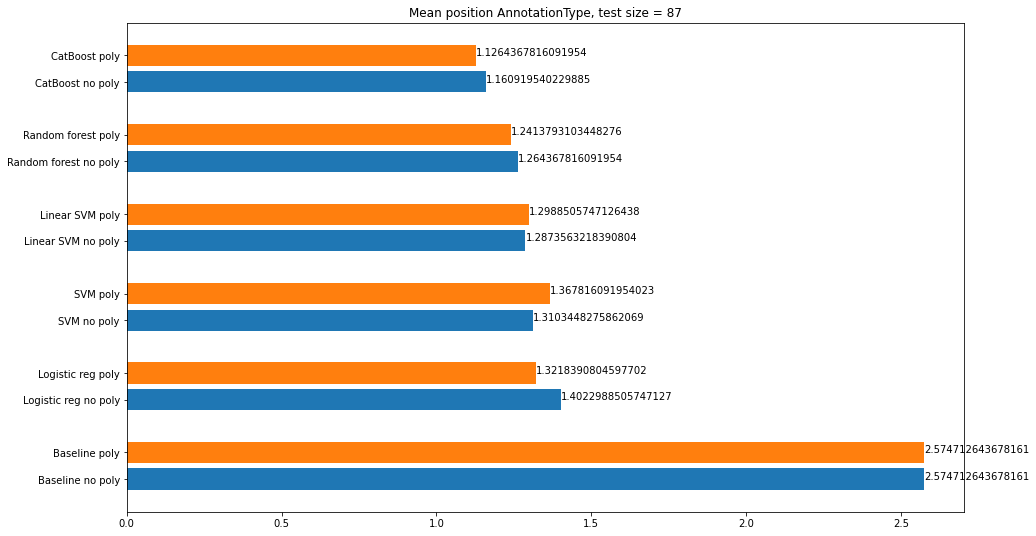 Mean position AnnotationType, test size = 87
CatBoost poly 1.1264367816091954
CatBoost no poly 1.160919540229885
Random forest poly 1.2413793103448276
Random forest no poly 1.264367816091954
Linear SVM poly 1.2988505747126438
Linear SVM no poly 1.2873563218390804
SVM poly 1.367816091954023
SVM no poly 1.3103448275862069
Logistic reg poly 1.3218390804597702
Logistic reg no poly 1.4022988505747127
Baseline poly 2.574712643678161
Baseline no poly 2.574712643678161
0.0 0.5 1.0 1.5 2.0 2.5